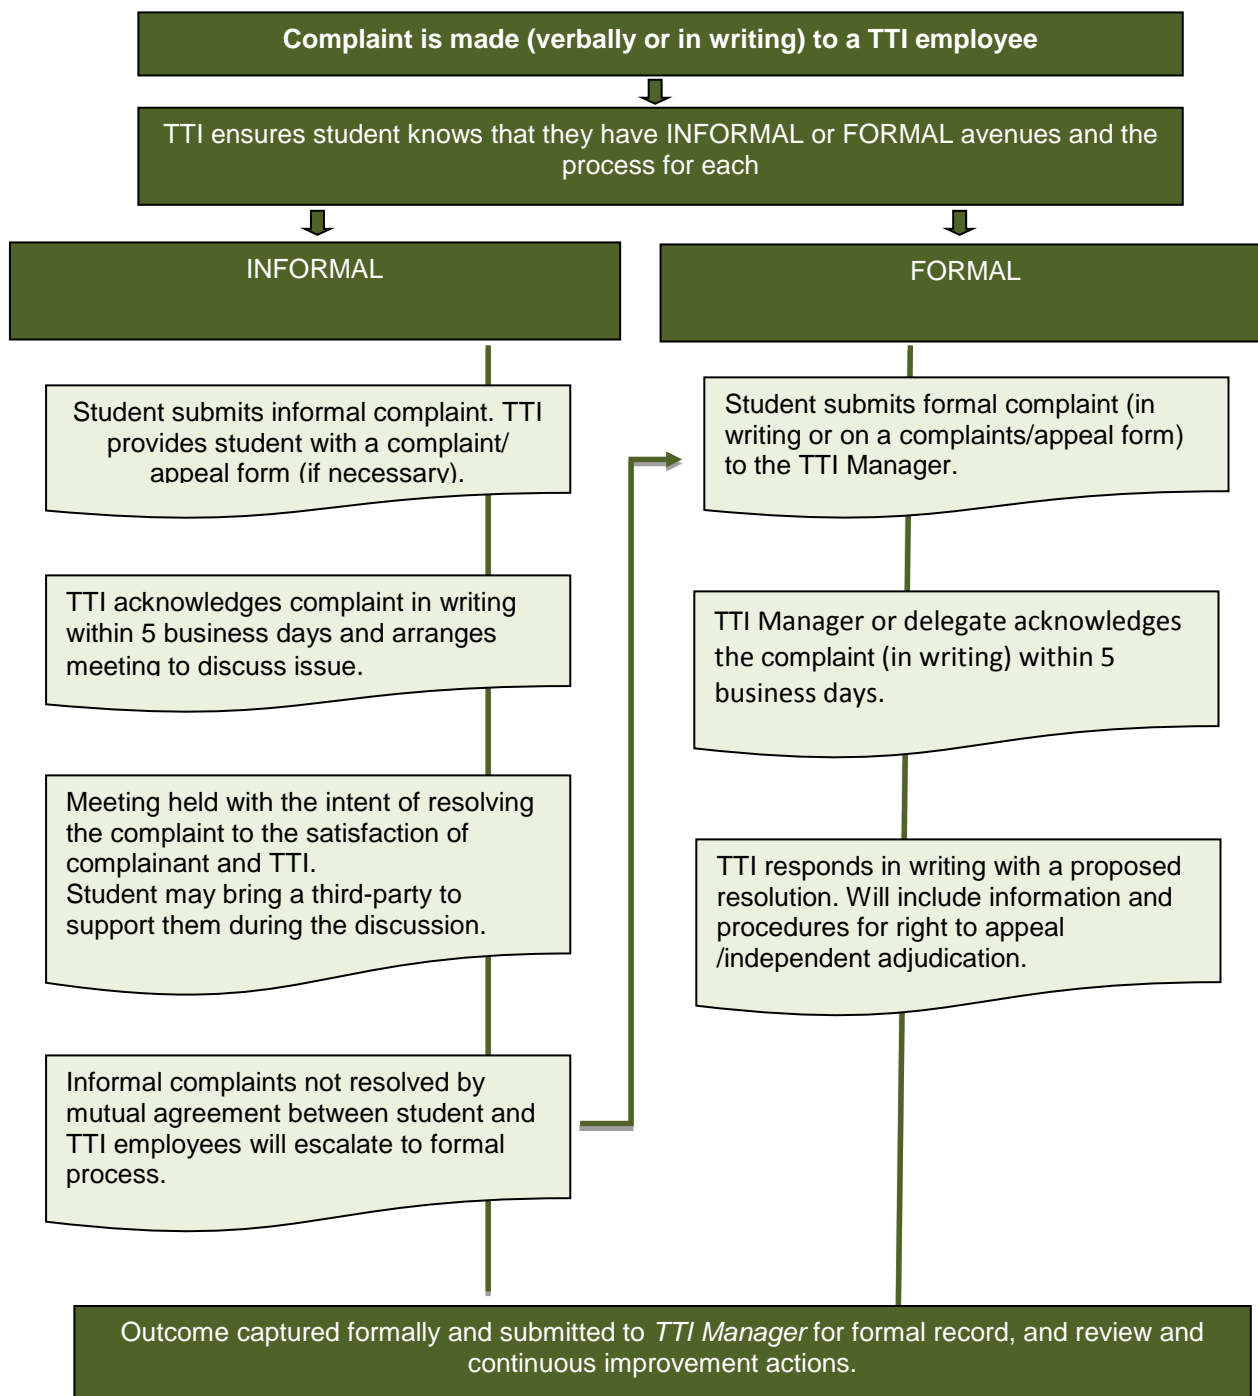 Complaint is made (verbally or in writing) to a TTI employee
TTI ensures student knows that they have INFORMAL or FORMAL avenues and the
process for each
INFORMAL
FORMAL
Student submits informal complaint. TTI
provides student with a complaint/
appeal form (if necessary).
TTI acknowledges complaint in writing
within 5 business days and arranges
meeting to discuss issue.
Meeting held with the intent of resolving
the complaint to the satisfaction of
complainant and TTI.
Student may bring a third-party to
support them during the discussion.
Informal complaints not resolved by
mutual agreement between student and
TTI employees will escalate to formal
process.
Student submits formal complaint (in
writing or on a complaints/appeal form)
to the TTI Manager.
TTI Manager or delegate acknowledges
the complaint (in writing) within 5
business days.
TTI responds in writing with a proposed
resolution. Will include information and
procedures for right to appeal
/independent adjudication.
Outcome captured formally and submitted to TTI Manager for formal record, and review and
continuous improvement actions.